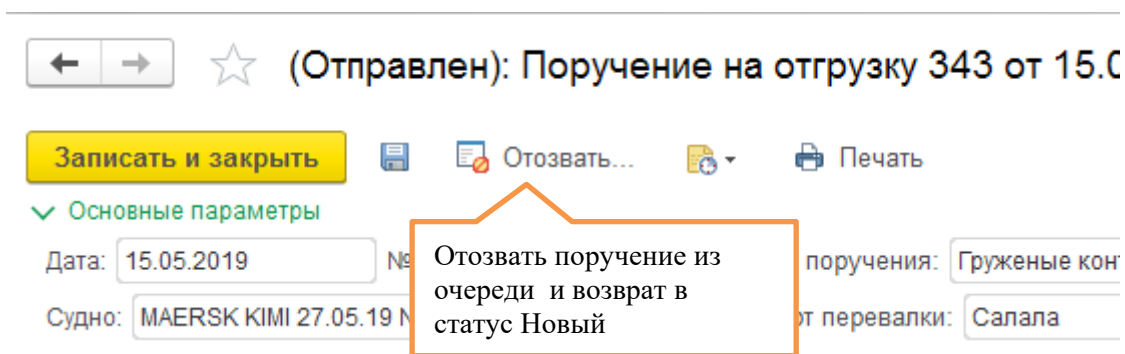 (Отправлен): Поручение на отгрузку 343 от 15.0
Записать и закрыть Отозвать... Печать
Основные параметры
Дата: 15.05.2019 № поручения: Груженые кон
Судно: MAERSK KIMI 27.05.19 т перевалки: Салала
Отозвать поручение из
очереди и возврат в
статус Новый